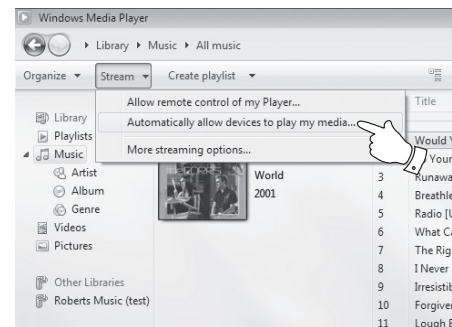 Windows Media Player
Library Music All music
Organize Stream Create playlist
Title
Allow remote control of my Player...
Automatically allow devices to play my media...
More streaming options...
Library
Playlists
Music
Artist
Album
Genre
Videos
Pictures
Other Libraries
Roberts Music (test)
World
2001
Would Y
Your
3 Runawa
4 Breathle
5 Radio [U
6 What Ca
7 The Rig
8 I Never
9 Irresistib
10 Forgiven
11 Lough E